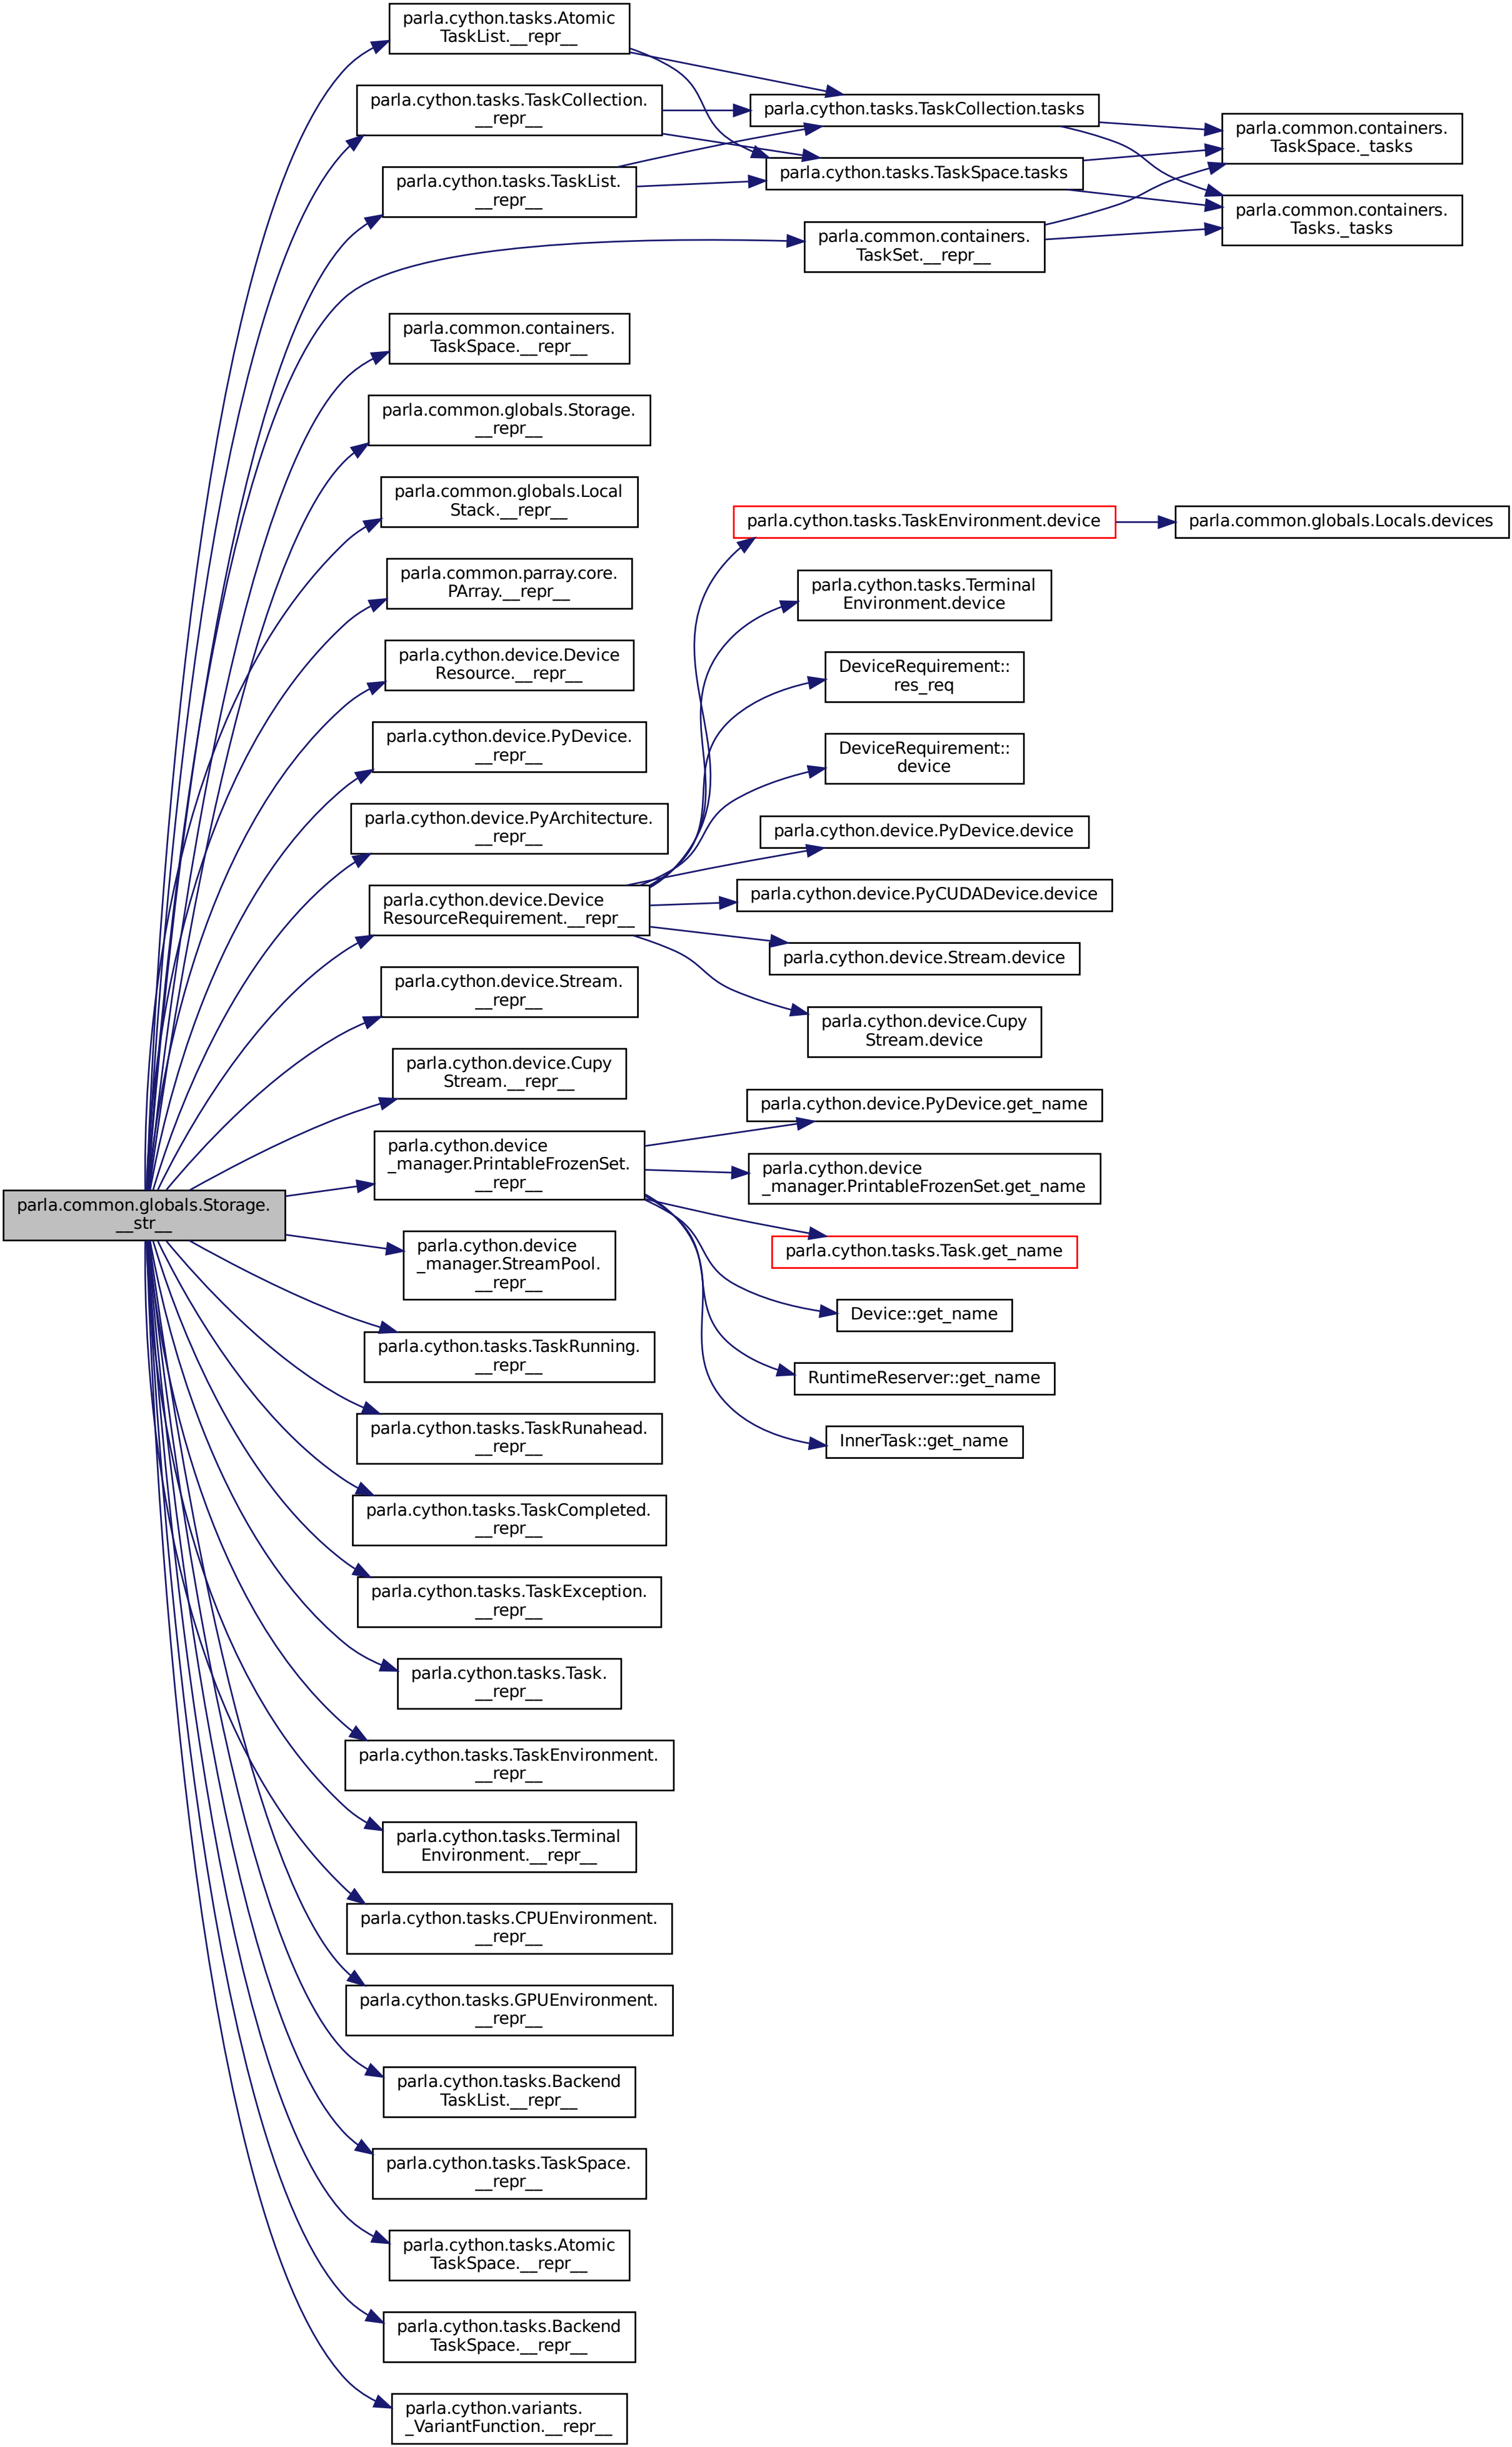 parla.common.globals.Storage.
__str__
parla.cython.tasks.Atomic
TaskList.__repr__
parla.cython.tasks.TaskCollection.
__repr__
parla.cython.tasks.TaskList.
__repr__
parla.cython.tasks.TaskCollection.tasks
parla.cython.tasks.TaskSpace.tasks
parla.common.containers.
TaskSet.__repr__
parla.common.containers.
TaskSpace._tasks
parla.common.containers.
Tasks._tasks
parla.common.containers.
TaskSpace.__repr__
parla.common.globals.Storage.
__repr__
parla.common.globals.Local
Stack.__repr__
parla.common.parray.core.
PArray.__repr__
parla.cython.device.Device
Resource.__repr__
parla.cython.device.PyDevice.
__repr__
parla.cython.device.PyArchitecture.
__repr__
parla.cython.device.Device
ResourceRequirement.__repr__
parla.cython.tasks.TaskEnvironment.device
parla.common.globals.Locals.devices
parla.cython.tasks.Terminal
Environment.device
DeviceRequirement::
res_req
DeviceRequirement::
device
parla.cython.device.PyDevice.device
parla.cython.device.PyCUDADevice.device
parla.cython.device.Stream.device
parla.cython.device.Cupy
Stream.device
parla.cython.device.Stream.
__repr__
parla.cython.device.Cupy
Stream.__repr__
parla.cython.device
_manager.PrintableFrozenSet.
__repr__
parla.cython.device.PyDevice.get_name
parla.cython.device
_manager.PrintableFrozenSet.get_name
parla.cython.tasks.Task.get_name
Device::get_name
RuntimeReserver::get_name
InnerTask::get_name
parla.cython.device
_manager.StreamPool.
__repr__
parla.cython.tasks.TaskRunning.
__repr__
parla.cython.tasks.TaskRunahead.
__repr__
parla.cython.tasks.TaskCompleted.
__repr__
parla.cython.tasks.TaskException.
__repr__
parla.cython.tasks.Task.
__repr__
parla.cython.tasks.TaskEnvironment.
__repr__
parla.cython.tasks.Terminal
Environment.__repr__
parla.cython.tasks.CPUEnvironment.
__repr__
parla.cython.tasks.GPUEnvironment.
__repr__
parla.cython.tasks.Backend
TaskList.__repr__
parla.cython.tasks.TaskSpace.
__repr__
parla.cython.tasks.Atomic
TaskSpace.__repr__
parla.cython.tasks.Backend
TaskSpace.__repr__
parla.cython.variants.
_VariantFunction.__repr__